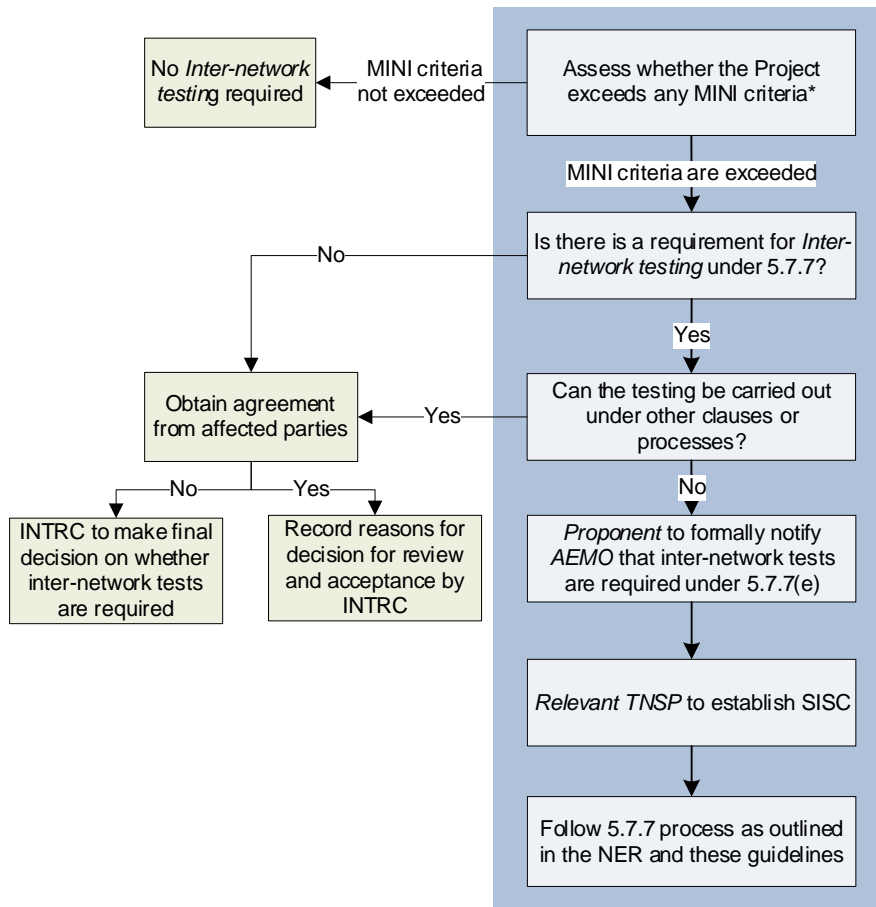 No Inter-network
testing required
MINI criteria
not exceeded
Assess whether the Project
exceeds any MINI criteria*
MINI criteria are exceeded
Is there is a requirement for Inter-
network testing under 5.7.7?
No
Yes
Can the testing be carried out
under other clauses or
processes?
Yes
Obtain agreement
from affected parties
No
Yes
No
INTRC to make final
decision on whether
inter-network tests
are required
Record reasons for
decision for review
and acceptance by
INTRC
Proponent to formally notify
AEMO that inter-network tests
are required under 5.7.7(e)
Relevant TNSP to establish SISC
Follow 5.7.7 process as outlined
in the NER and these guidelines